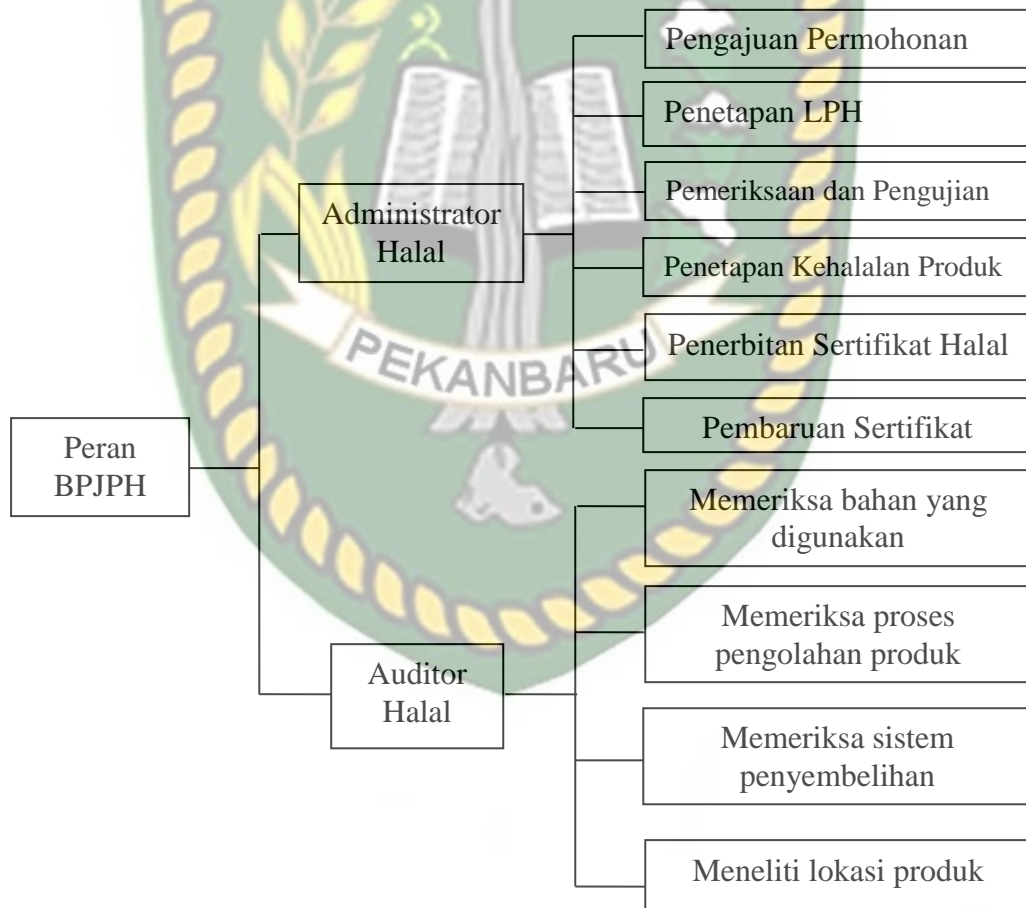 Peran
BPJPH
Administrator
Halal
Pengajuan Permohonan
Penetapan LPH
Pemeriksaan dan Pengujian
Penetapan Kehalalan Produk
Penerbitan Sertifikat Halal
Pembaruan Sertifikat
Auditor
Halal
Memeriksa bahan yang
digunakan
Memeriksa proses
pengolahan produk
Memeriksa sistem
penyembelihan
Meneliti lokasi produk
PEKANBARU